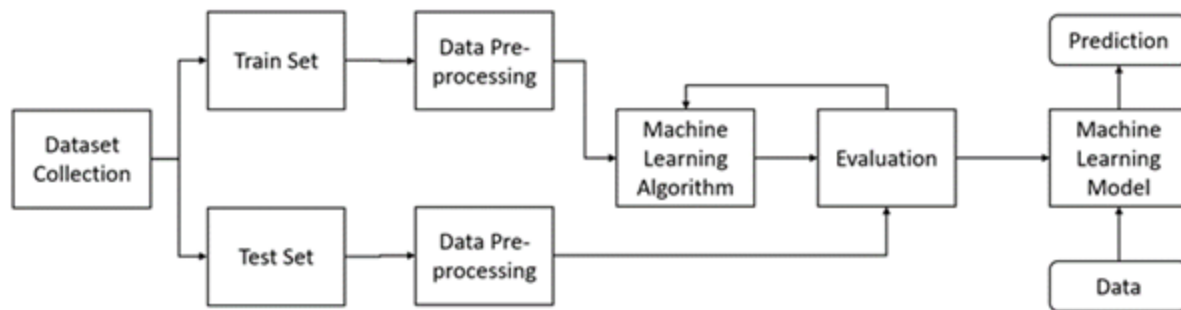 Dataset
Collection
Train Set
Data Pre-
processing
Test Set
Data Pre-
processing
Machine
Learning
Algorithm
Evaluation
Prediction
Machine
Learning
Model
Data